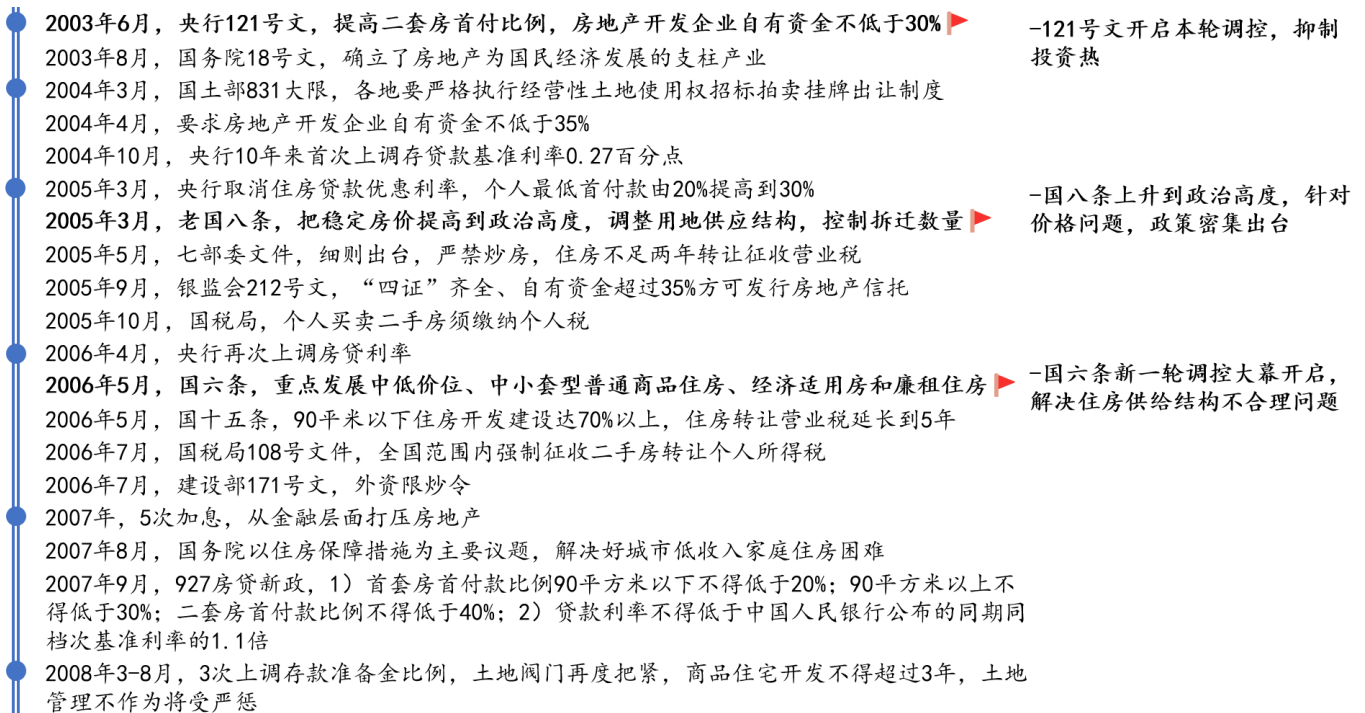 2003年6月，央行121号文，提高二套房首付比例，房地产开发企业自有资金不低于30%
-121号文开启本轮调控，抑制
投资热
2003年8月，国务院18号文，确立了房地产为国民经济发展的支柱产业
2004年3月，国土部831大限，各地要严格执行经营性土地使用权招标拍卖挂牌出让制度
2004年4月，要求房地产开发企业自有资金不低于35%
2004年10月，央行10年来首次上调存贷款基准利率0.27百分点
2005年3月，央行取消住房贷款优惠利率，个人最低首付款由20%提高到30%
2005年3月，老国八条，把稳定房价提高到政治高度，调整用地供应结构，控制拆迁数量
-国八条上升到政治高度，针对
价格问题，政策密集出台
2005年5月，七部委文件，细则出台，严禁炒房，住房不足两年转让征收营业税
2005年9月，银监会212号文，“四证”齐全、自有资金超过35%方可发行房地产信托
2005年10月，国税局，个人买卖二手房须缴纳个人税
2006年4月，央行再次上调房贷利率
2006年5月，国六条，重点发展中低价位、中小套型普通商品住房、经济适用房和廉租住房
-国六条新一轮调控大幕开启，
解决住房供给结构不合理问题
2006年5月，国十五条，90平米以下住房开发建设达70%以上，住房转让营业税延长到5年
2006年7月，国税局108号文件，全国范围内强制征收二手房转让个人所得税
2006年7月，建设部171号文，外资限炒令
2007年，5次加息，从金融层面打压房地产
2007年8月，国务院以住房保障措施为主要议题，解决好城市低收入家庭住房困难
2007年9月，927房贷新政，1）首套房首付款比例90平方米以下不得低于20%；90平方米以上不
得低于30%；二套房首付款比例不得低于40%；2）贷款利率不得低于中国人民银行公布的同期同
档次基准利率的1.1倍
2008年3-8月，3次上调存款准备金比例，土地阀门再度把紧，商品住宅开发不得超过3年，土地
管理不作为将受严惩